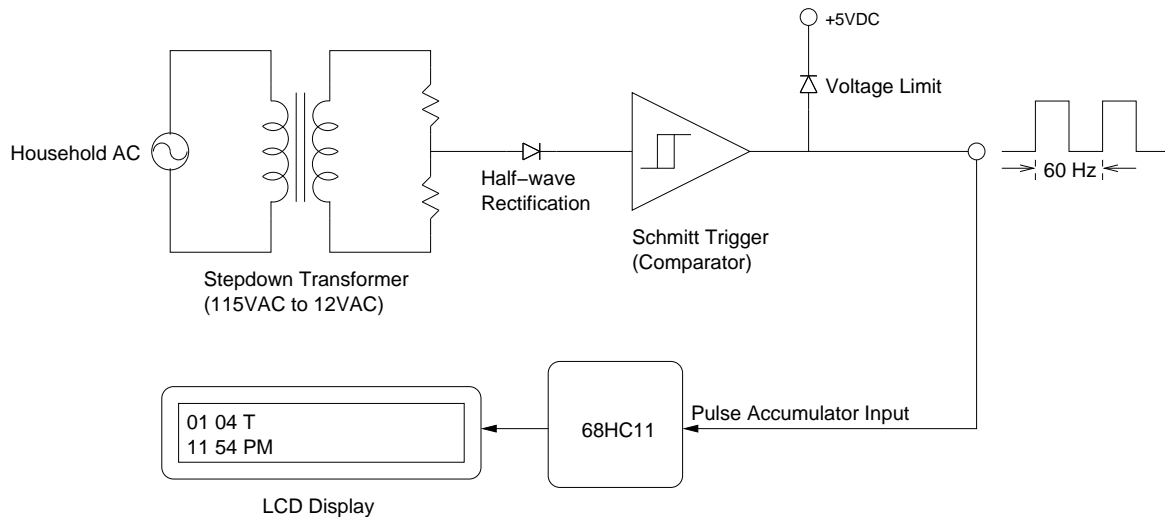 +5VDC
Voltage Limit
Household AC
60 Hz
Half−wave
Rectification
Schmitt Trigger
(Comparator)
Stepdown Transformer
(115VAC to 12VAC)
Pulse Accumulator Input
68HC11
01 04 T
11 54 PM
LCD Display